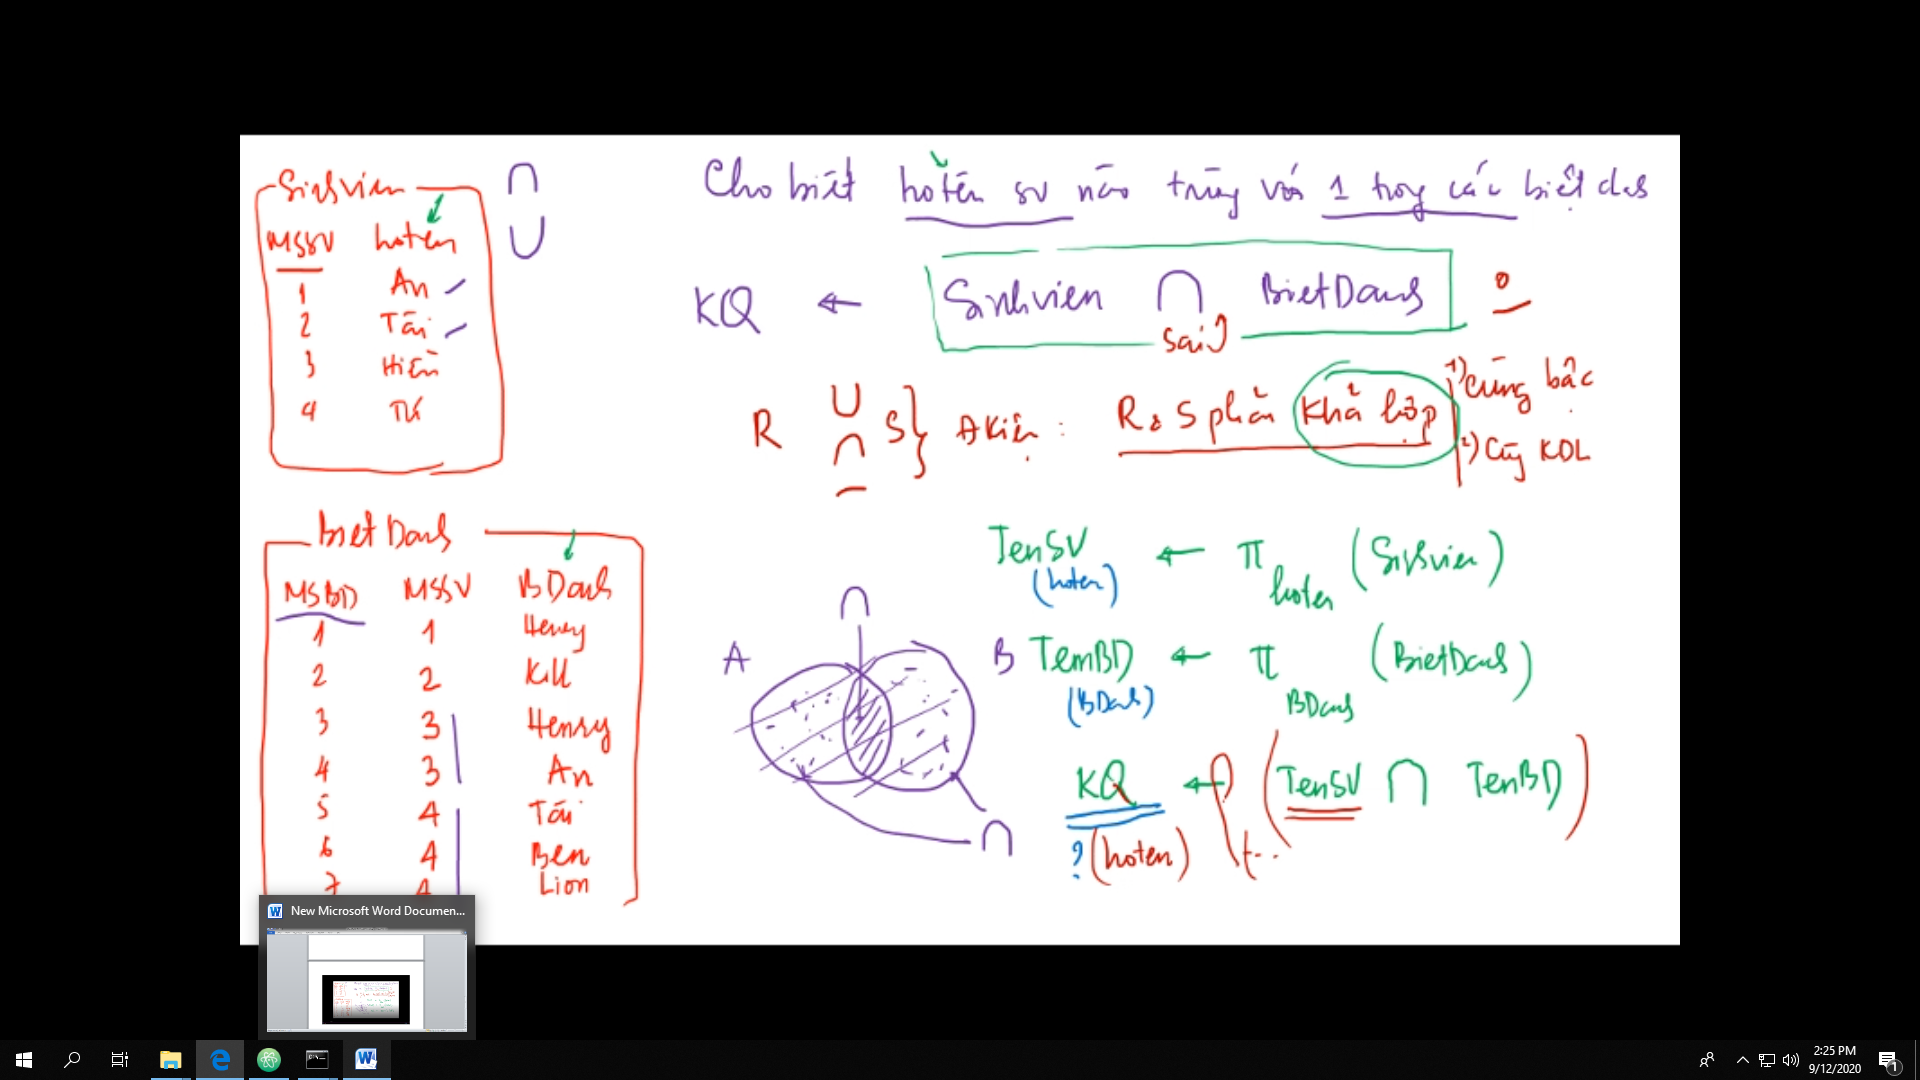 Sinhvien
MSSV hoten
1 An
2 Tài
3 Hiền
4 Tú
∩
∪
Cho biết họ tên sv nào trùng với 1 trong các biệt danh
KQ ← Sinhvien ∩ BietDanh
Sai
R ∪ ∩ S } Đkiện : R & S phải khả hợp
1) Cùng bậc
2) Cùng KDL
BietDanh
MSBD MSSV BDanh
1 1 Henry
2 2 Kill
3 3 Henry
4 3 An
5 4 Tài
6 4 Ben
7 4 Lion
∩
A B
∩
TenSV ← π hoten (Sinhvien)
(hoten)
TenBD ← π BDanh (BietDanh)
(BDanh)
KQ ← (TenSV ∩ TenBD)
? (hoten)
New Microsoft Word Documen...
2:25 PM
9/12/2020
1